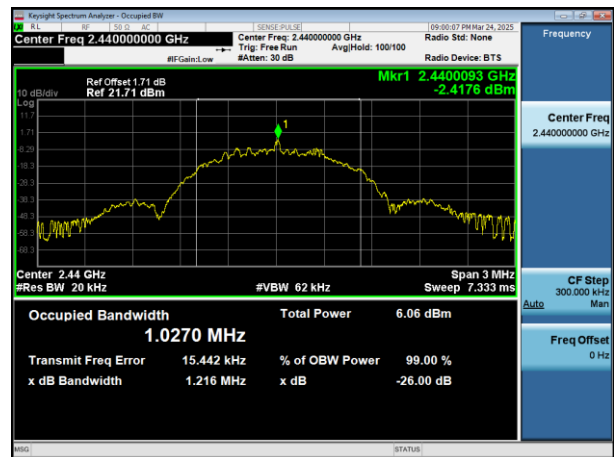 Keysight Spectrum Analyzer - Occupied BW
RL RF 50 Ω AC SENSE:PULSE 09:00:07 PM Mar 24, 2025
Center Freq 2.440000000 GHz Center Freq: 2.440000000 GHz Radio Std: None
Trig: Free Run Avg|Hold: 100/100
#IFGain:Low #Atten: 30 dB Radio Device: BTS
Frequency
Ref Offset 1.71 dB Mkr1 2.4400093 GHz
10 dB/div Ref 21.71 dBm -2.4176 dBm
Log
11.7
1.71
-8.29
-18.3
-28.3
-38.3
-48.3
-58.3
-68.3
1
Center 2.44 GHz Span 3 MHz
#Res BW 20 kHz #VBW 62 kHz Sweep 7.333 ms
Occupied Bandwidth Total Power 6.06 dBm
1.0270 MHz
Transmit Freq Error 15.442 kHz % of OBW Power 99.00 %
x dB Bandwidth 1.216 MHz x dB -26.00 dB
Center Freq
2.440000000 GHz
CF Step
300.000 kHz
Auto Man
Freq Offset
0 Hz
MSG STATUS